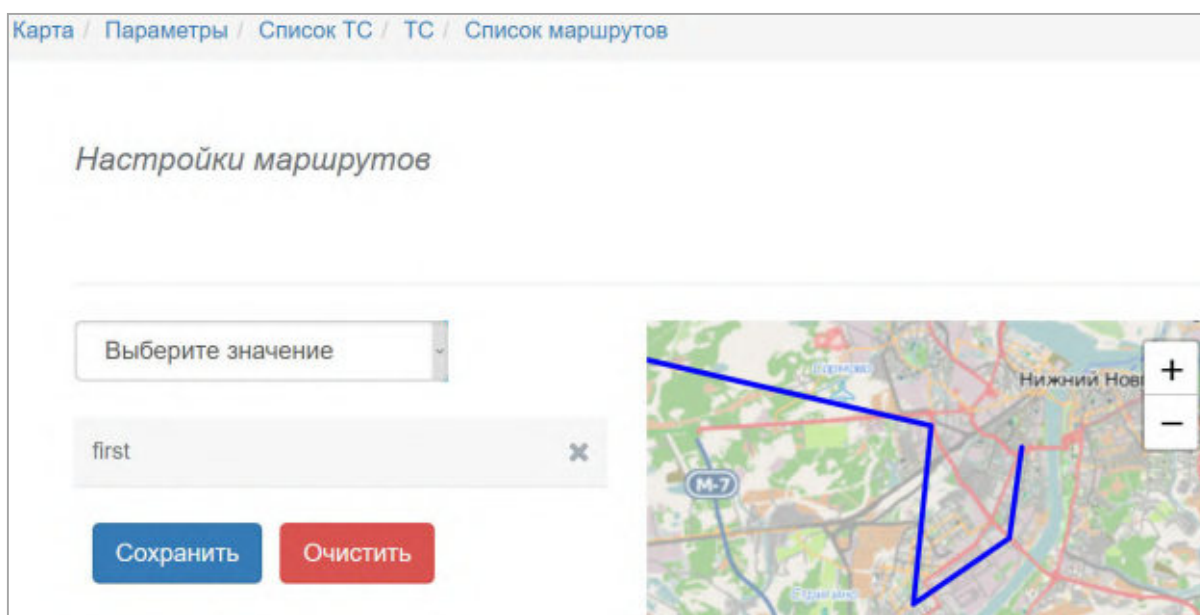 Карта / Параметры / Список ТС / ТС / Список маршрутов
Настройки маршрутов
Выберите значение
first
Сохранить
Очистить
Нижний Нов
+
−
М-7